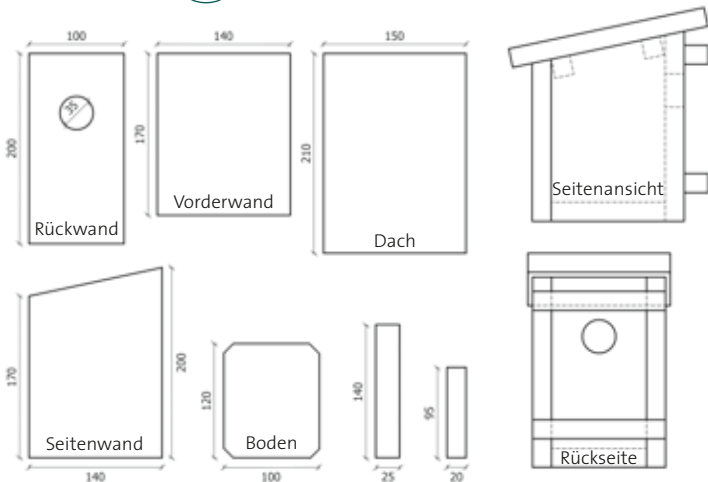 100
140
150
35
200
170
210
Rückwand
Vorderwand
Dach
Seitenansicht
170
200
120
140
95
Seitenwand
Boden
Rückseite
140
100
25
20